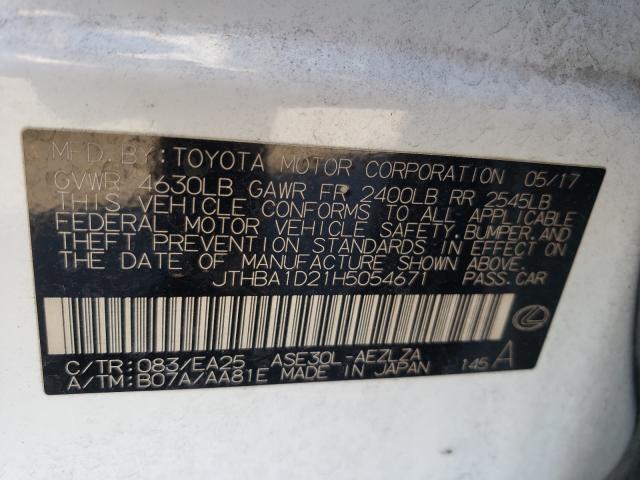 MFD. BY: TOYOTA MOTOR CORPORATION 05/17
GVWR 4630LB GAWR FR 2400LB RR 2545LB
THIS VEHICLE CONFORMS TO ALL APPLICABLE
FEDERAL MOTOR VEHICLE SAFETY, BUMPER, AND
THEFT PREVENTION STANDARDS IN EFFECT ON
THE DATE OF MANUFACTURE SHOWN ABOVE.
JTHBA1D21H5054671 PASS. CAR
C/TR: 083/EA25 ASE30L-AEZLZA
A/TM: B07A/AA81E MADE IN JAPAN 145 A